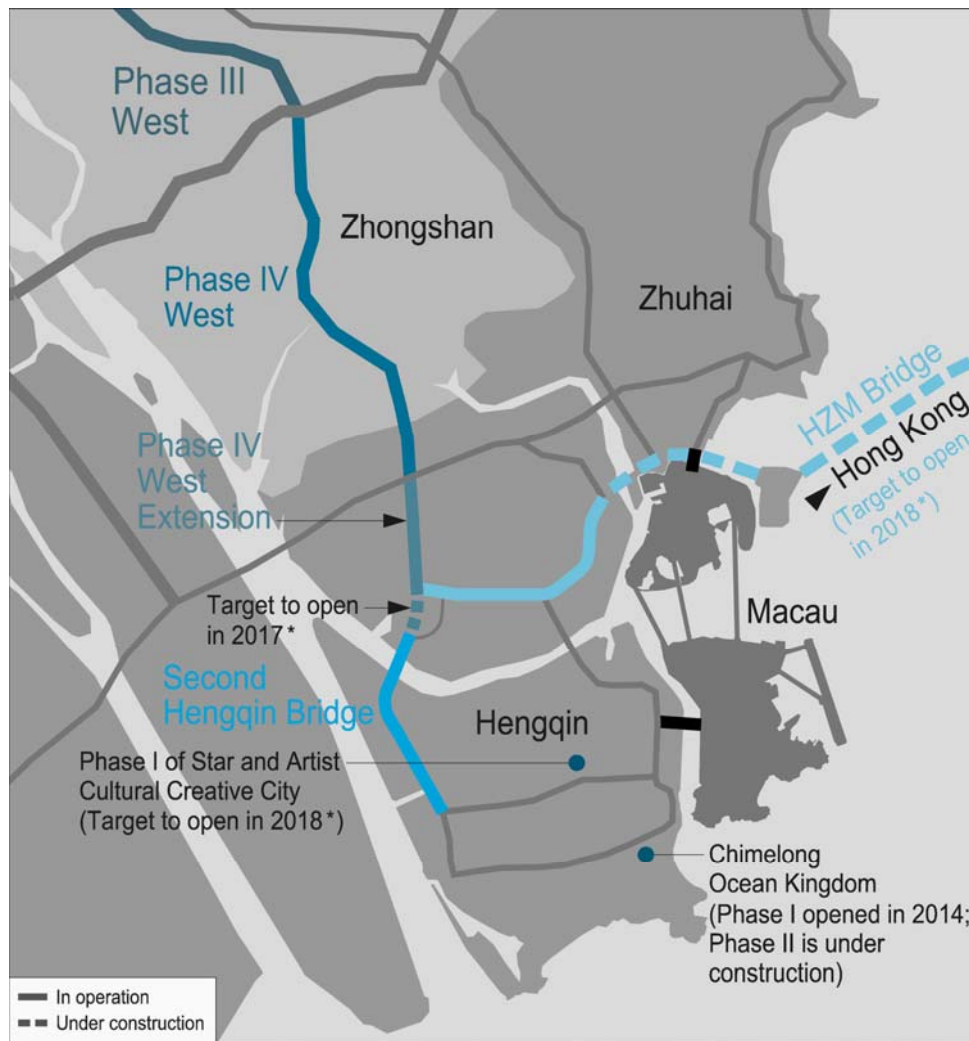 Phase III
West
Zhongshan
Phase IV
West
Zhuhai
HZM Bridge
Hong Kong
(Target to open
in 2018*)
Phase IV
West
Extension
Target to open
in 2017*
Macau
Second
Hengqin Bridge
Hengqin
Phase I of Star and Artist
Cultural Creative City
(Target to open in 2018*)
Chimelong
Ocean Kingdom
(Phase I opened in 2014;
Phase II is under
construction)
In operation
Under construction